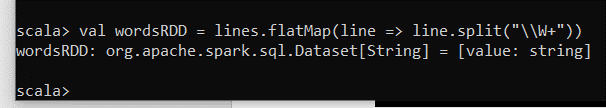 scala> val wordsRDD = lines.flatMap(line => line.split("\\W+"))
wordsRDD: org.apache.spark.sql.Dataset[String] = [value: string]
scala>